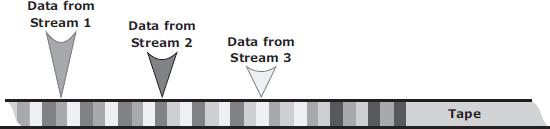 Data from
Stream 1
Data from
Stream 2
Data from
Stream 3
Tape